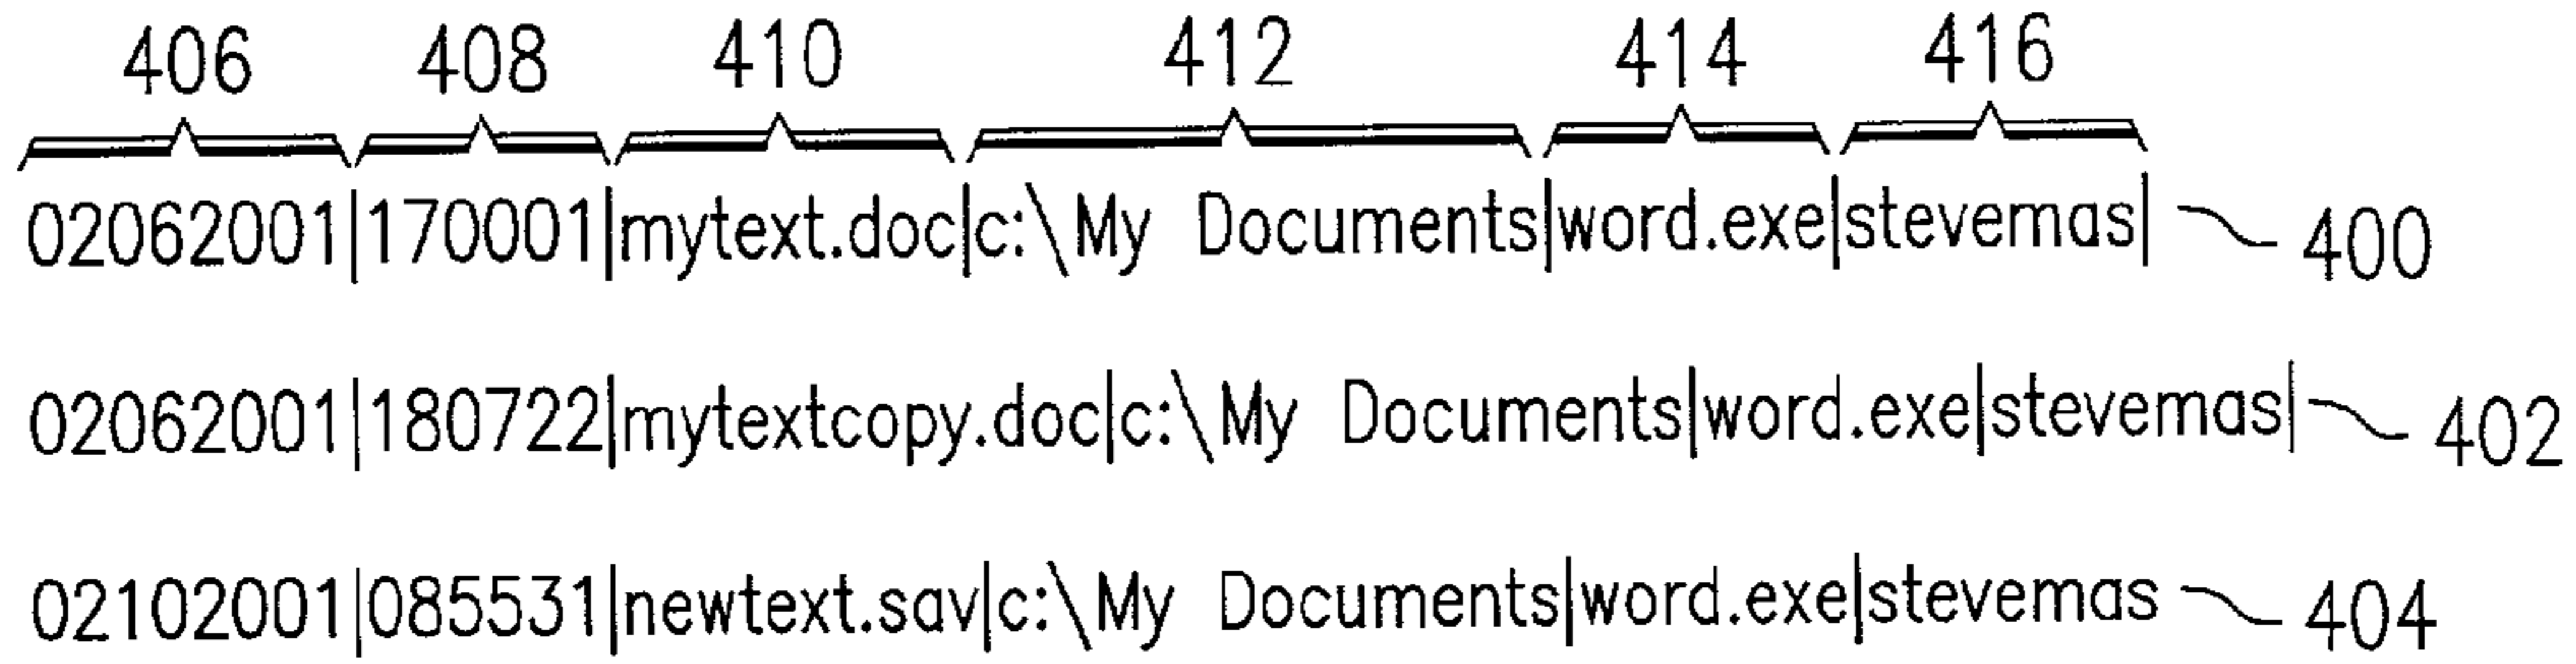 406 408 410 412 414 416
02062001|170001|mytext.doc|c:\My Documents|word.exe|stevemas| 400
02062001|180722|mytextcopy.doc|c:\My Documents|word.exe|stevemas| 402
02102001|085531|newtext.sav|c:\My Documents|word.exe|stevemas 404